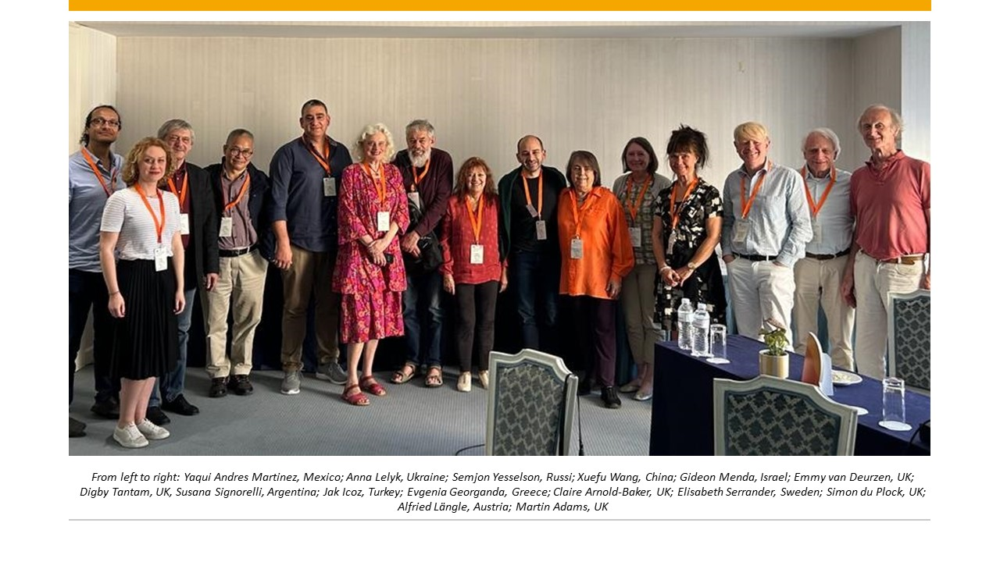 From left to right: Yaqui Andres Martinez, Mexico; Anna Lelyk, Ukraine; Semjon Yesselson, Russi; Xuefu Wang, China; Gideon Menda, Israel; Emmy van Deurzen, UK;
Digby Tantam, UK, Susana Signorelli, Argentina; Jak Icoz, Turkey; Evgenia Georganda, Greece; Claire Arnold-Baker, UK; Elisabeth Serrander, Sweden; Simon du Plock, UK;
Alfried Längle, Austria; Martin Adams, UK